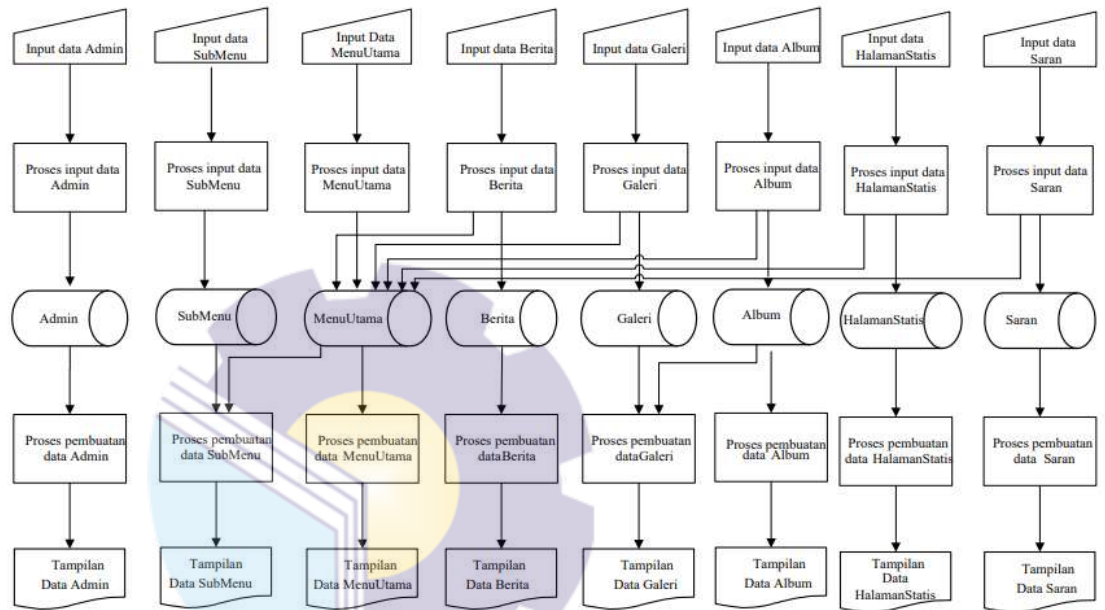 Input data Admin
Input data
SubMenu
Input Data
MenuUtama
Input data Berita
Input data Galeri
Input data Album
Input data
HalamanStatis
Input data
Saran
Proses input data
Admin
Proses input data
SubMenu
Proses input data
MenuUtama
Proses input data
Berita
Proses input data
Galeri
Proses input data
Album
Proses input data
HalamanStatis
Proses input data
Saran
Admin
SubMenu
MenuUtama
Berita
Galeri
Album
HalamanStatis
Saran
Proses pembuatan
data Admin
Proses pembuatan
data SubMenu
Proses pembuatan
data MenuUtama
Proses pembuatan
dataBerita
Proses pembuatan
dataGaleri
Proses pembuatan
data Album
Proses pembuatan
data HalamanStatis
Proses pembuatan
data Saran
Tampilan
Data Admin
Tampilan
Data SubMenu
Tampilan
Data MenuUtama
Tampilan
Data Berita
Tampilan
Data Galeri
Tampilan
Data Album
Tampilan
Data
HalamanStatis
Tampilan
Data Saran